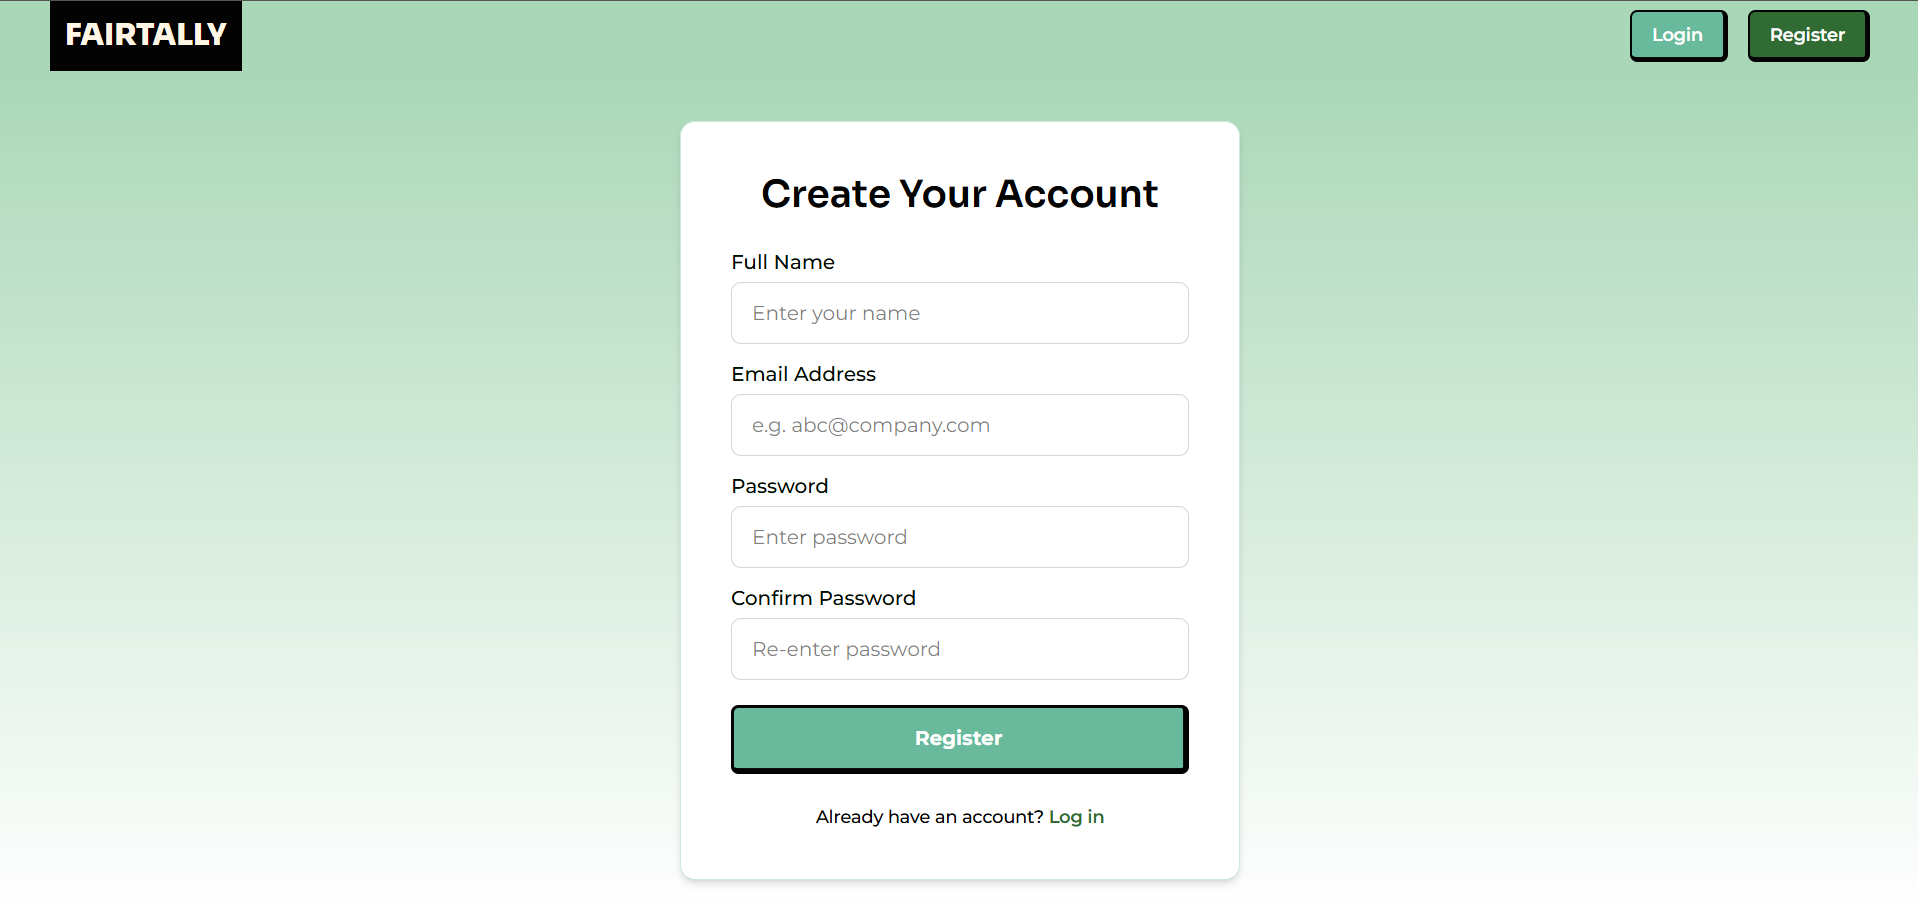 FAIRTALLY
Login
Register
Create Your Account
Full Name
Enter your name
Email Address
e.g. abc@company.com
Password
Enter password
Confirm Password
Re-enter password
Register
Already have an account? Log in